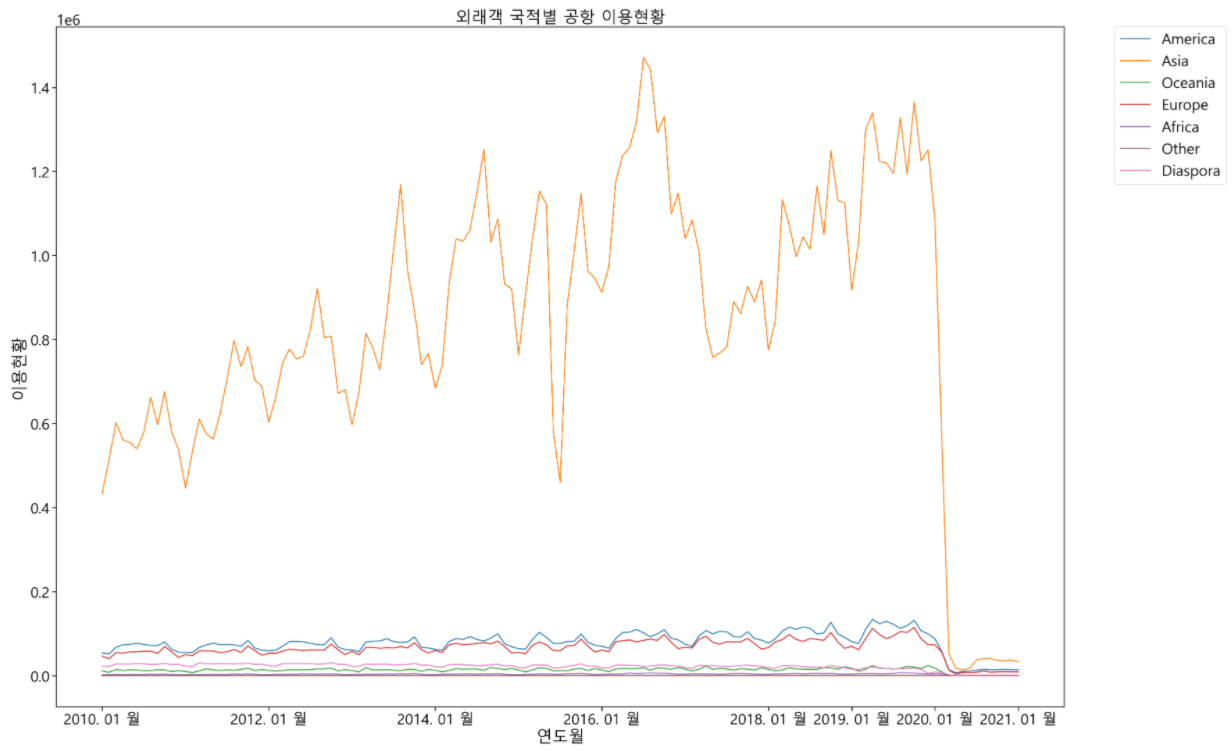 외래객 국적별 공항 이용현황
1e6
1.4
1.2
1.0
0.8
0.6
0.4
0.2
0.0
이용현황
2010. 01 월
2012. 01 월
2014. 01 월
2016. 01 월
2018. 01 월
2019. 01 월
2020. 01 월
2021. 01 월
연도월
America
Asia
Oceania
Europe
Africa
Other
Diaspora